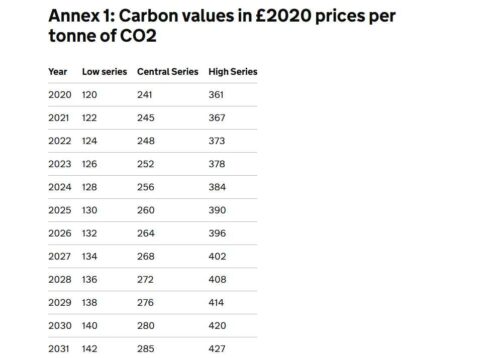 Annex 1: Carbon values in £2020 prices per
tonne of CO2
Year Low series Central Series High Series
2020 120 241 361
2021 122 245 367
2022 124 248 373
2023 126 252 378
2024 128 256 384
2025 130 260 390
2026 132 264 396
2027 134 268 402
2028 136 272 408
2029 138 276 414
2030 140 280 420
2031 142 285 427